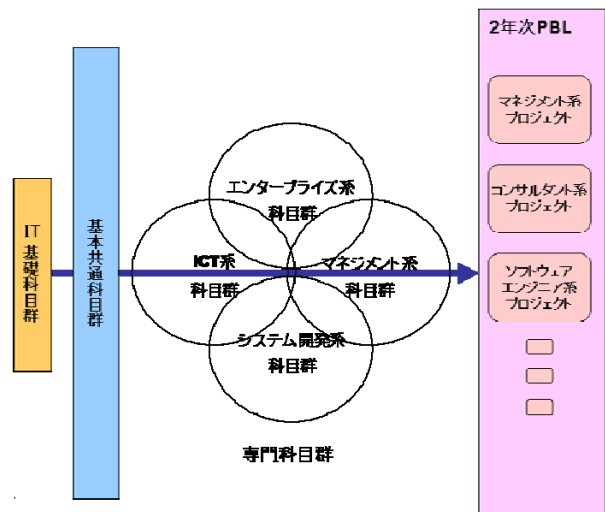 IT基礎科目群
基本共通科目群
エンタープライズ系
科目群
ICT系
科目群
マネジメント系
科目群
システム開発系
科目群
専門科目群
2年次PBL
マネジメント系
プロジェクト
コンサルタント系
プロジェクト
ソフトウェア
エンジニア系
プロジェクト